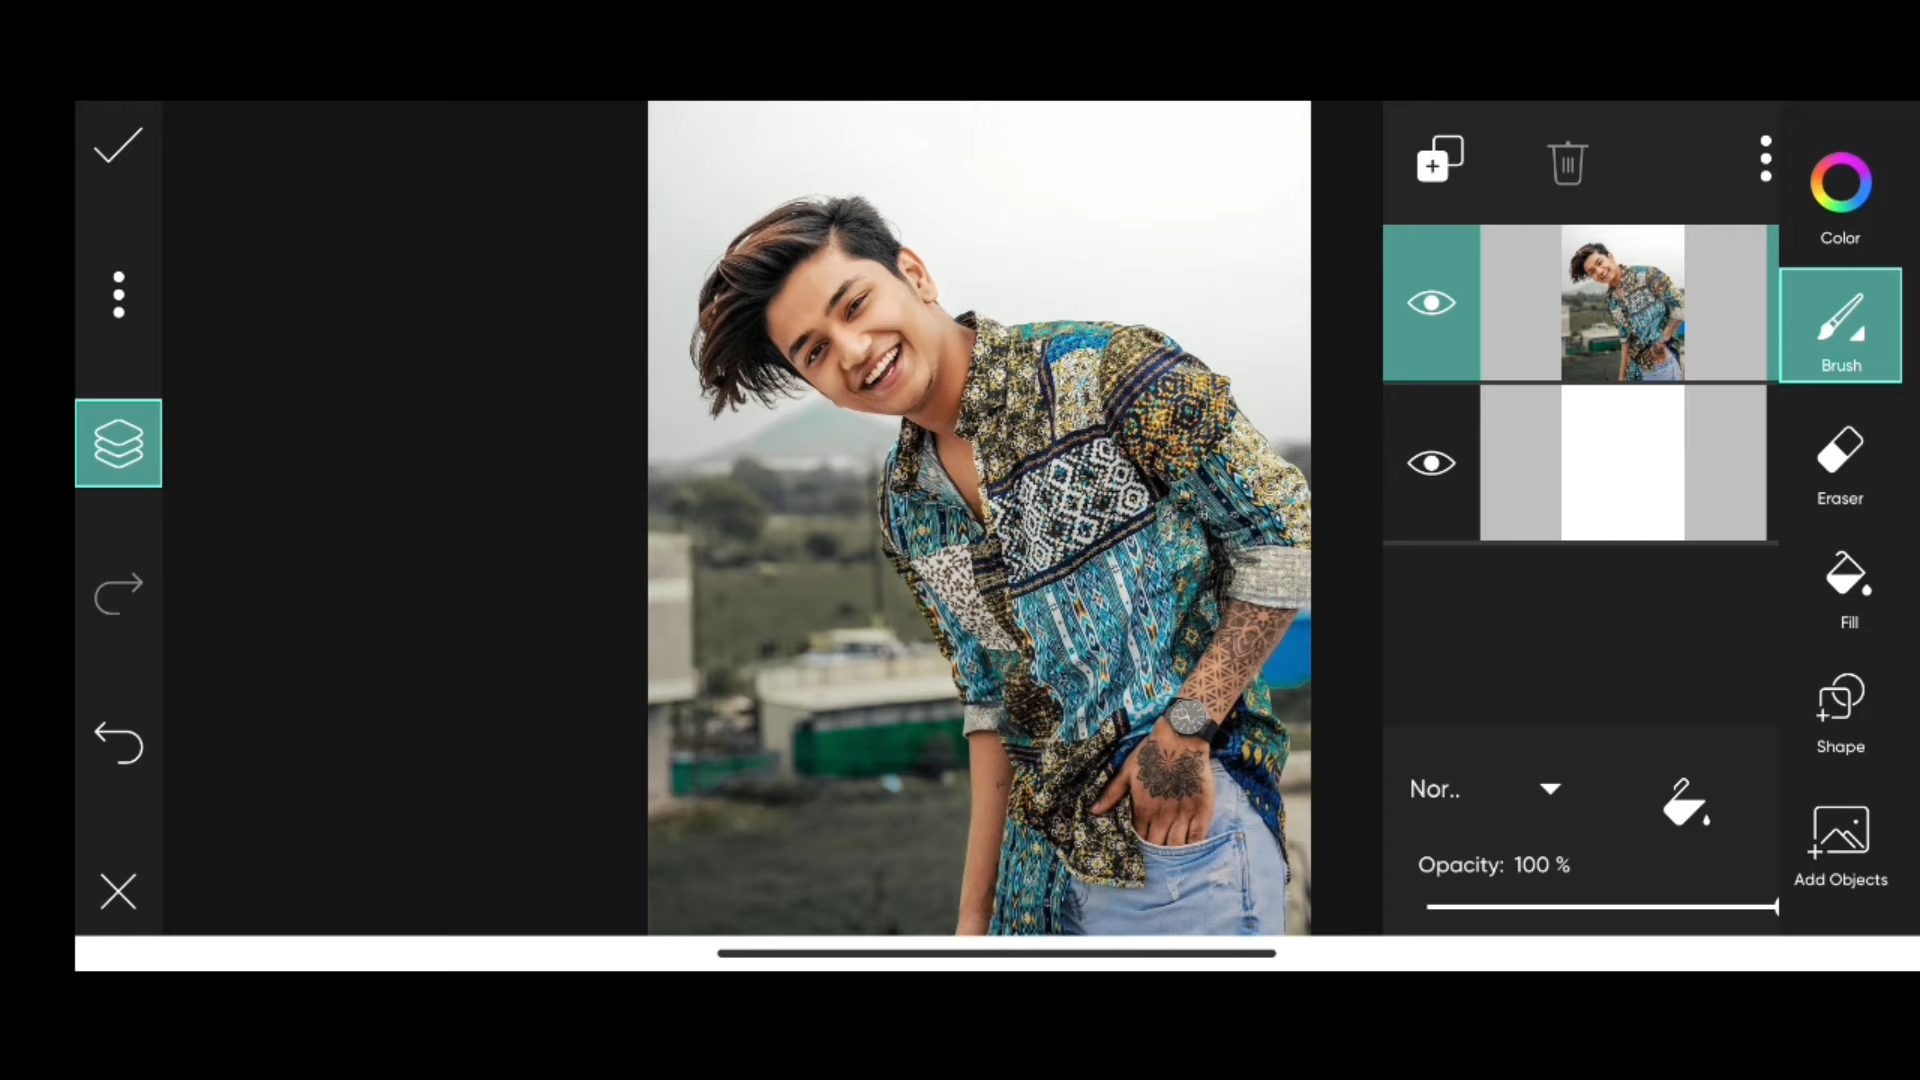 Color
Brush
Eraser
Fill
Shape
Nor..
Opacity: 100 %
Add Objects